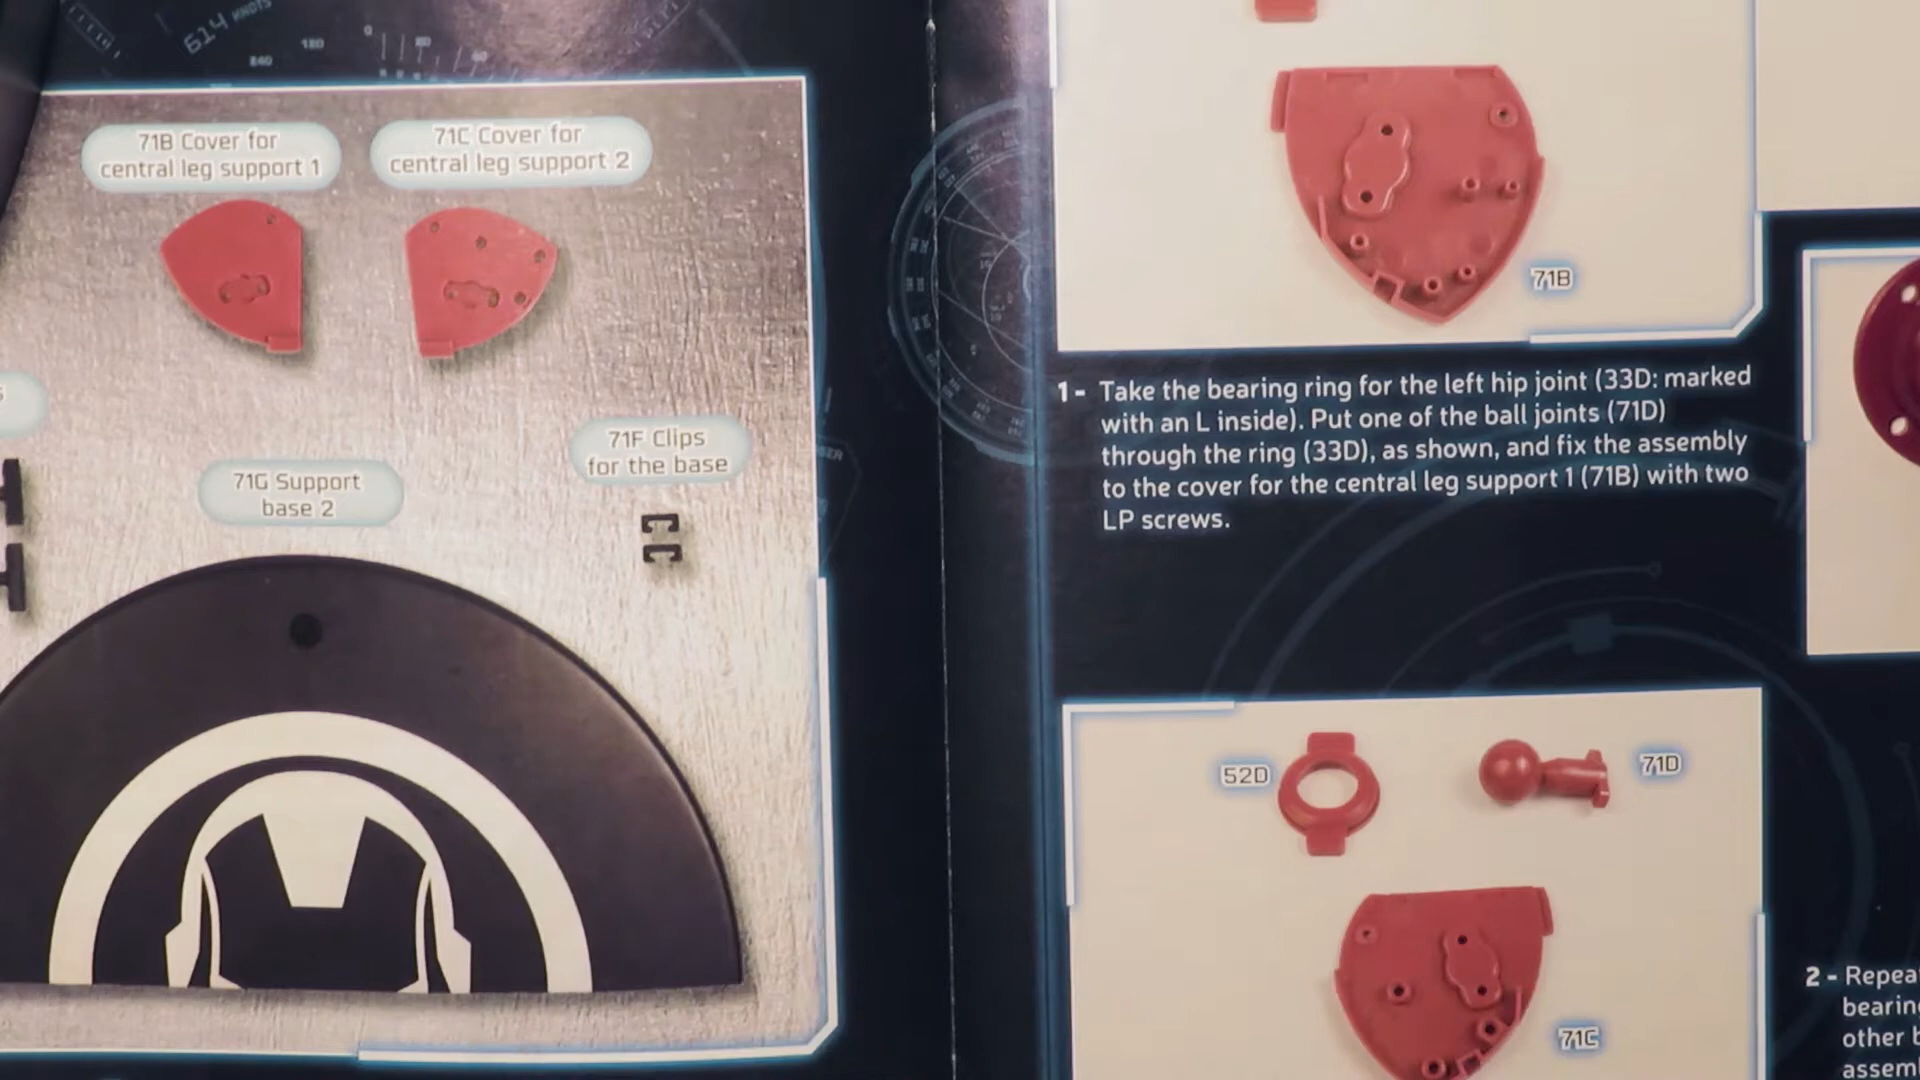 614 KNOTS
180
240
71B Cover for
central leg support 1
71C Cover for
central leg support 2
71F Clips
for the base
71G Support
base 2
71B
1 - Take the bearing ring for the left hip joint (33D: marked
with an L inside). Put one of the ball joints (71D)
through the ring (33D), as shown, and fix the assembly
to the cover for the central leg support 1 (71B) with two
LP screws.
52D
71D
71C
2 - Repea
bearing
other b
assem